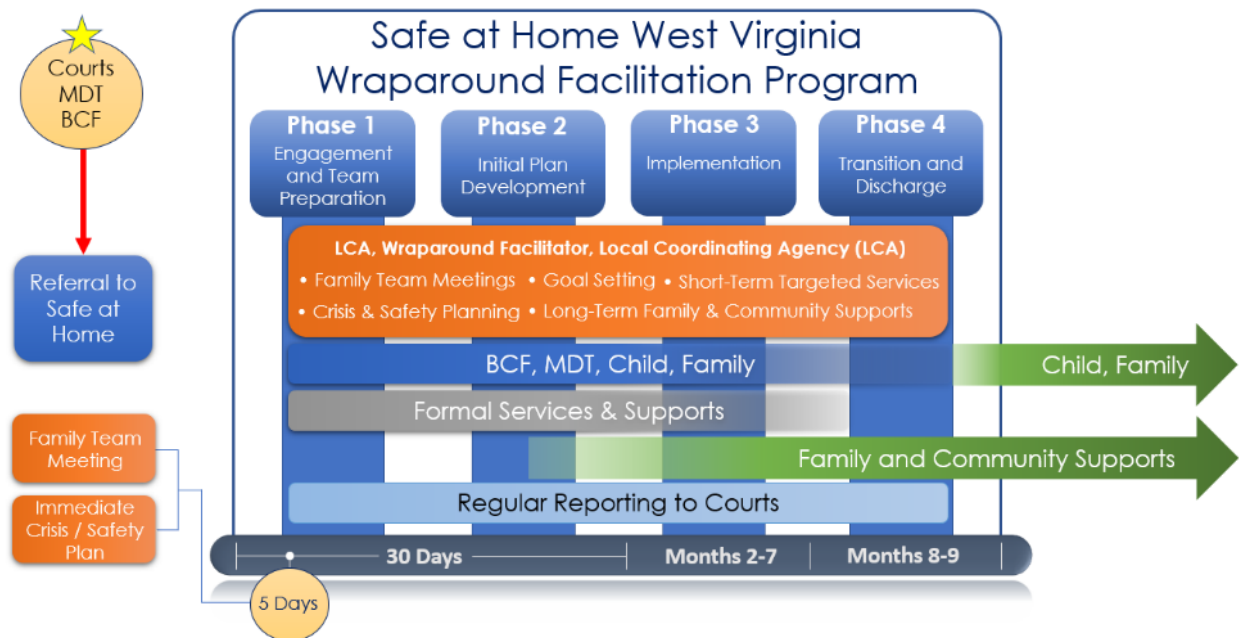 Safe at Home West Virginia
Wraparound Facilitation Program
Courts
MDT
BCF
Referral to
Safe at
Home
Phase 1
Engagement
and Team
Preparation
Phase 2
Initial Plan
Development
Phase 3
Implementation
Phase 4
Transition and
Discharge
LCA, Wraparound Facilitator, Local Coordinating Agency (LCA)
• Family Team Meetings • Goal Setting • Short-Term Targeted Services
• Crisis & Safety Planning • Long-Term Family & Community Supports
BCF, MDT, Child, Family
Child, Family
Formal Services & Supports
Family and Community Supports
Regular Reporting to Courts
Family Team
Meeting
Immediate
Crisis / Safety
Plan
30 Days
Months 2-7
Months 8-9
5 Days